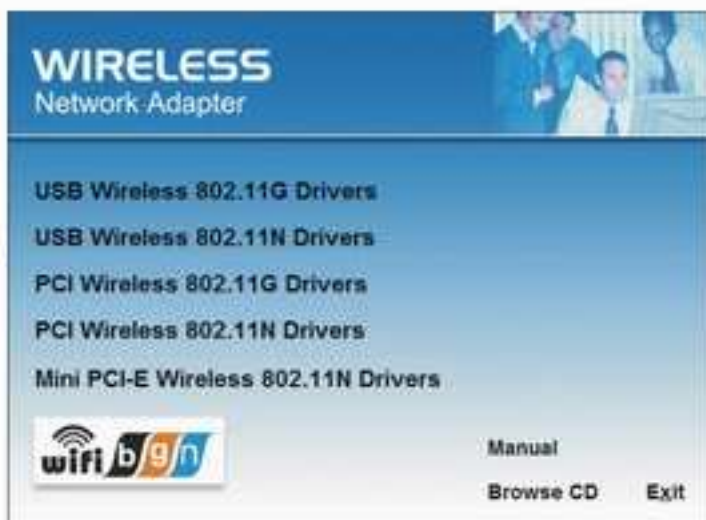 WIRELESS
Network Adapter
USB Wireless 802.11G Drivers
USB Wireless 802.11N Drivers
PCI Wireless 802.11G Drivers
PCI Wireless 802.11N Drivers
Mini PCI-E Wireless 802.11N Drivers
wifi b/g/n
Manual
Browse CD Exit